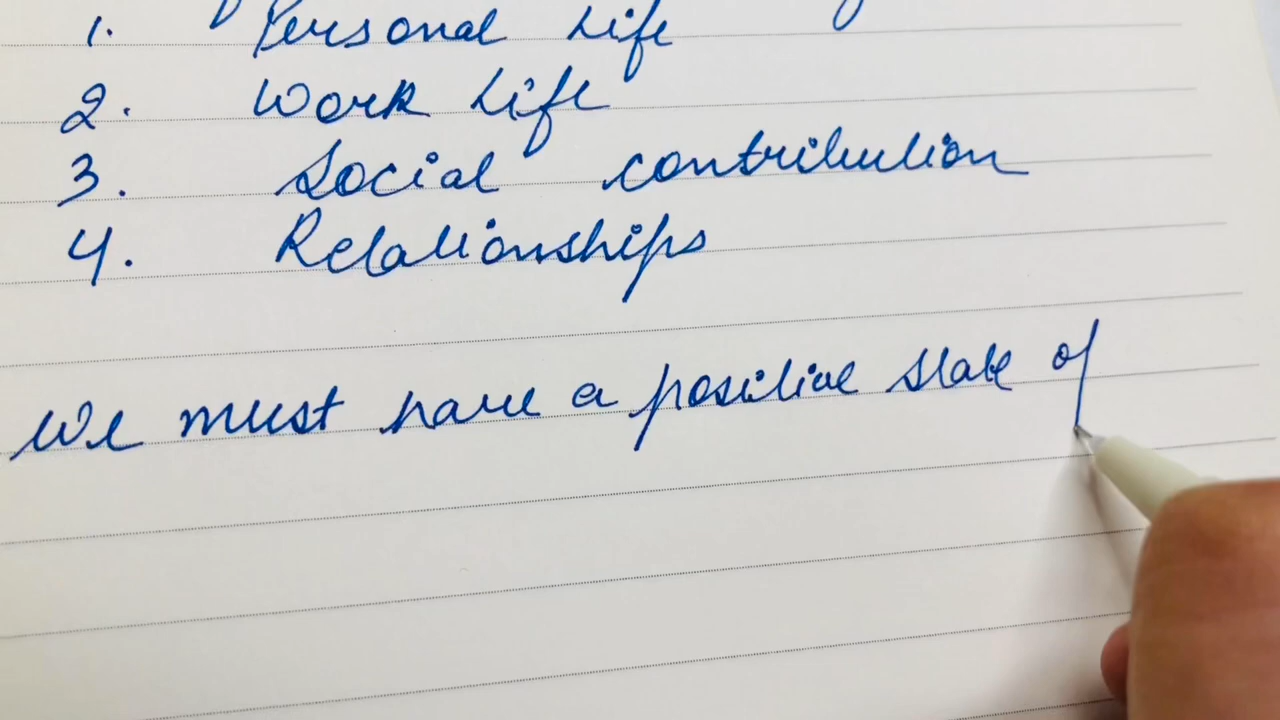 1. Personal Life
2. Work Life
3. Social contribution
4. Relationships
We must have a positive state of